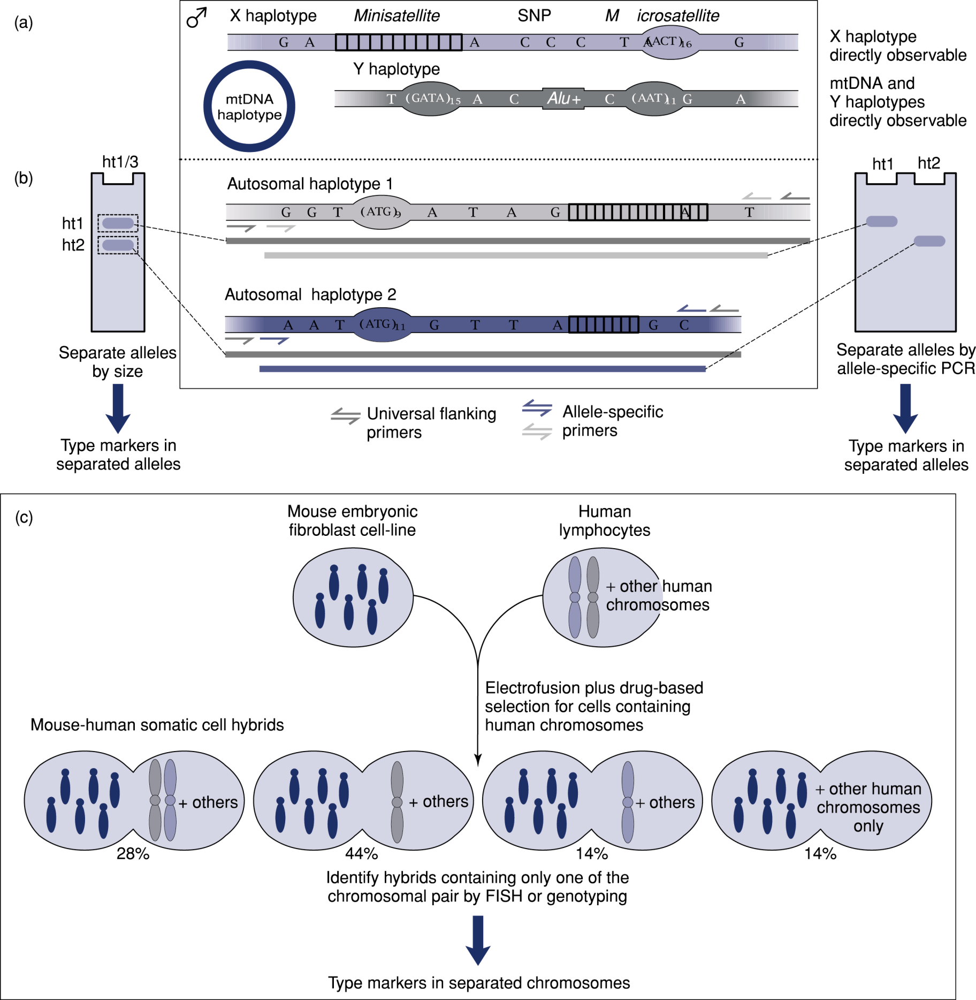 (a)
X haplotype Minisatellite SNP M icrosatellite
G A A C C C T A (ACT)16 G
X haplotype
directly observable
Y haplotype
T (GATA)15 A C Alu+ C (AAT)11 G A
mtDNA
haplotype
mtDNA and
Y haplotypes
directly observable
(b)
ht1/3
ht1
ht2
Separate alleles
by size
Type markers in
separated alleles
Autosomal haplotype 1
G G T (ATG)9 A T A G A T
Autosomal haplotype 2
A A T (ATG)11 G T T A G C
Universal flanking
primers
Allele-specific
primers
ht1 ht2
Separate alleles by
allele-specific PCR
Type markers in
separated alleles
(c)
Mouse embryonic
fibroblast cell-line
Human
lymphocytes
+ other human
chromosomes
Electrofusion plus drug-based
selection for cells containing
human chromosomes
Mouse-human somatic cell hybrids
+ others
+ others
+ others
+ other human
chromosomes
only
28% 44% 14% 14%
Identify hybrids containing only one of the
chromosomal pair by FISH or genotyping
Type markers in separated chromosomes